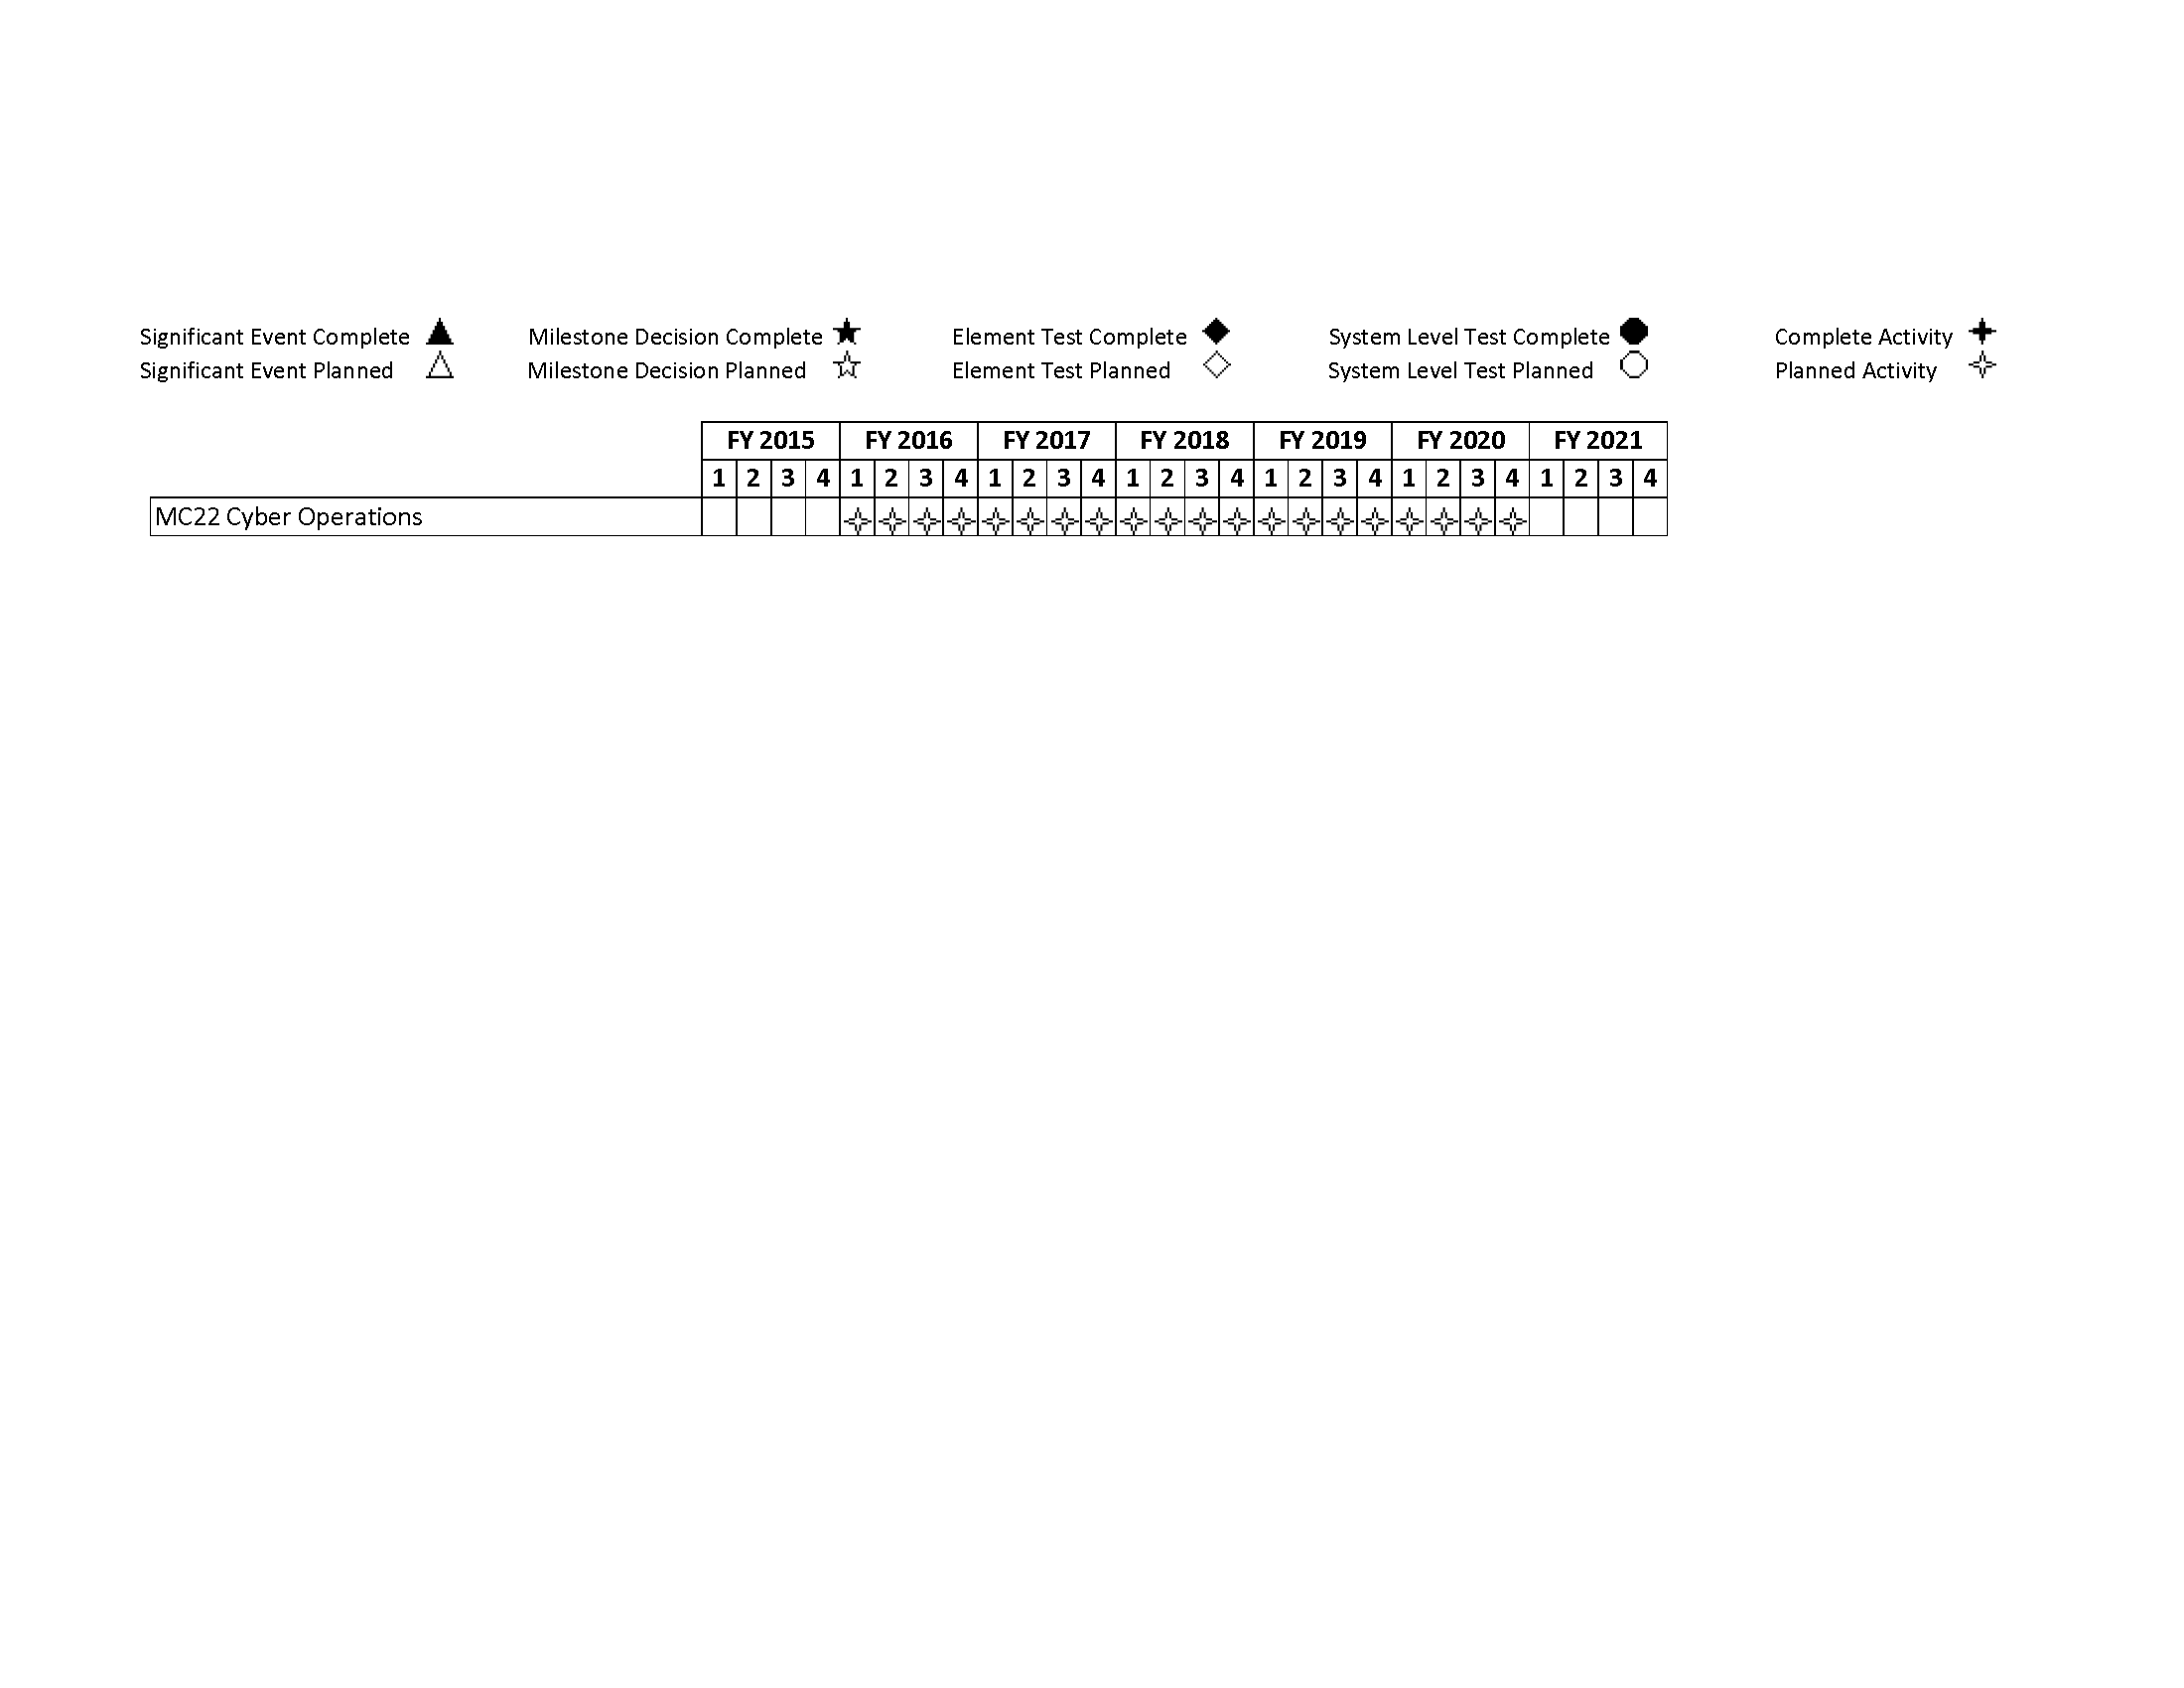 Significant Event Complete Milestone Decision Complete Element Test Complete System Level Test Complete Complete Activity
Significant Event Planned Milestone Decision Planned Element Test Planned System Level Test Planned Planned Activity
FY 2015 FY 2016 FY 2017 FY 2018 FY 2019 FY 2020 FY 2021
1 2 3 4 1 2 3 4 1 2 3 4 1 2 3 4 1 2 3 4 1 2 3 4 1 2 3 4
MC22 Cyber Operations